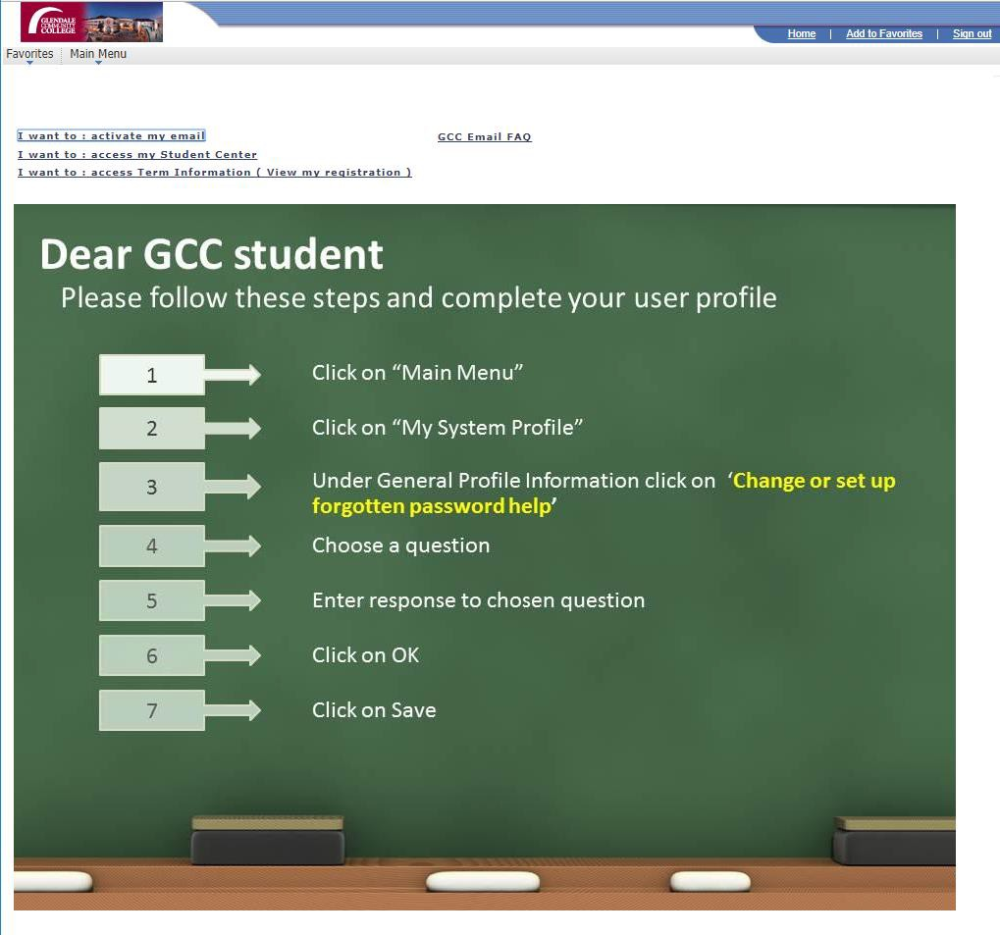 GLENDALE
COMMUNITY
COLLEGE
Home | Add to Favorites | Sign out
Favorites Main Menu
I want to : activate my email
GCC Email FAQ
I want to : access my Student Center
I want to : access Term Information ( View my registration )
Dear GCC student
Please follow these steps and complete your user profile
1 Click on “Main Menu”
2 Click on “My System Profile”
3 Under General Profile Information click on ‘Change or set up
forgotten password help’
4 Choose a question
5 Enter response to chosen question
6 Click on OK
7 Click on Save